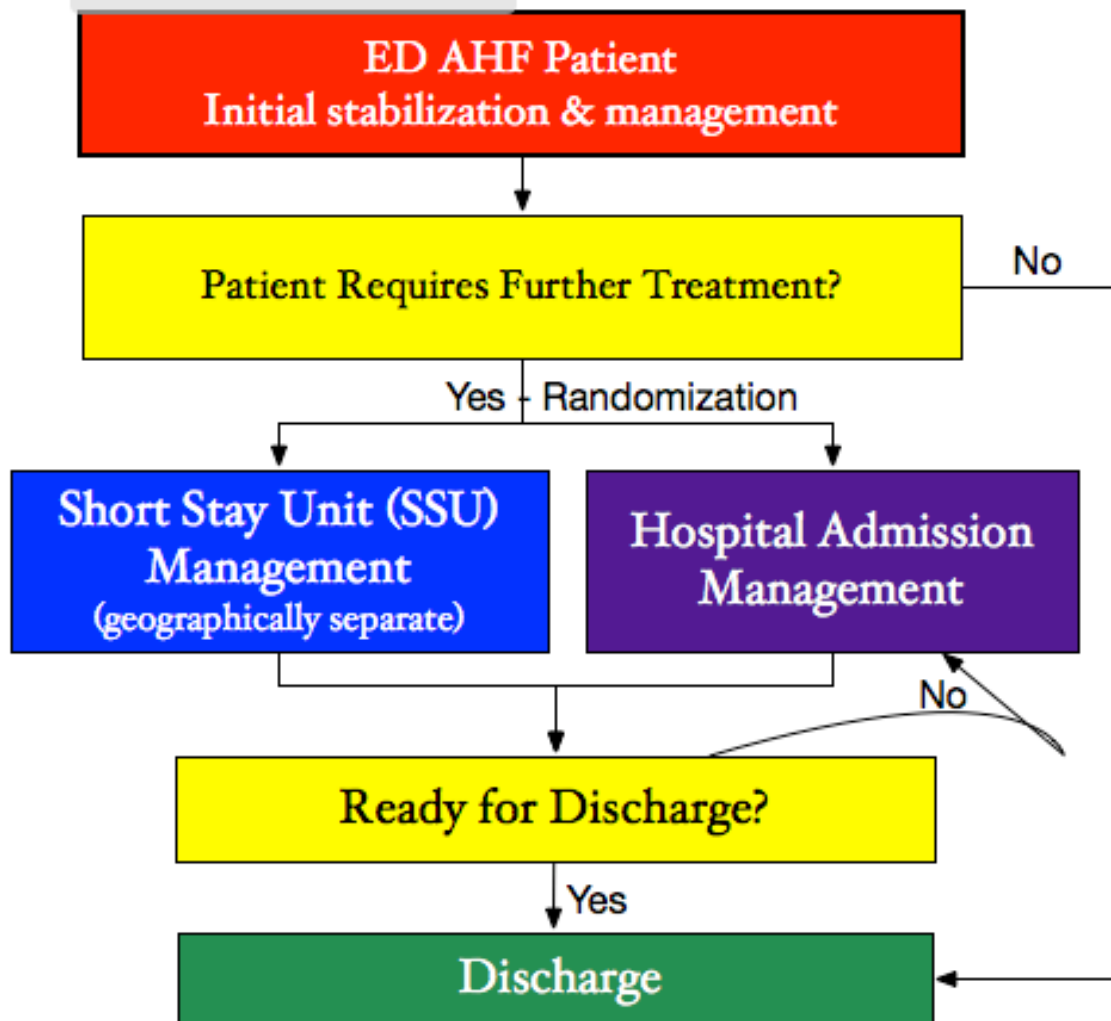 ED AHF Patient
Initial stabilization & management
Patient Requires Further Treatment?
No
Yes - Randomization
Short Stay Unit (SSU)
Management
(geographically separate)
Hospital Admission
Management
No
Ready for Discharge?
Yes
Discharge